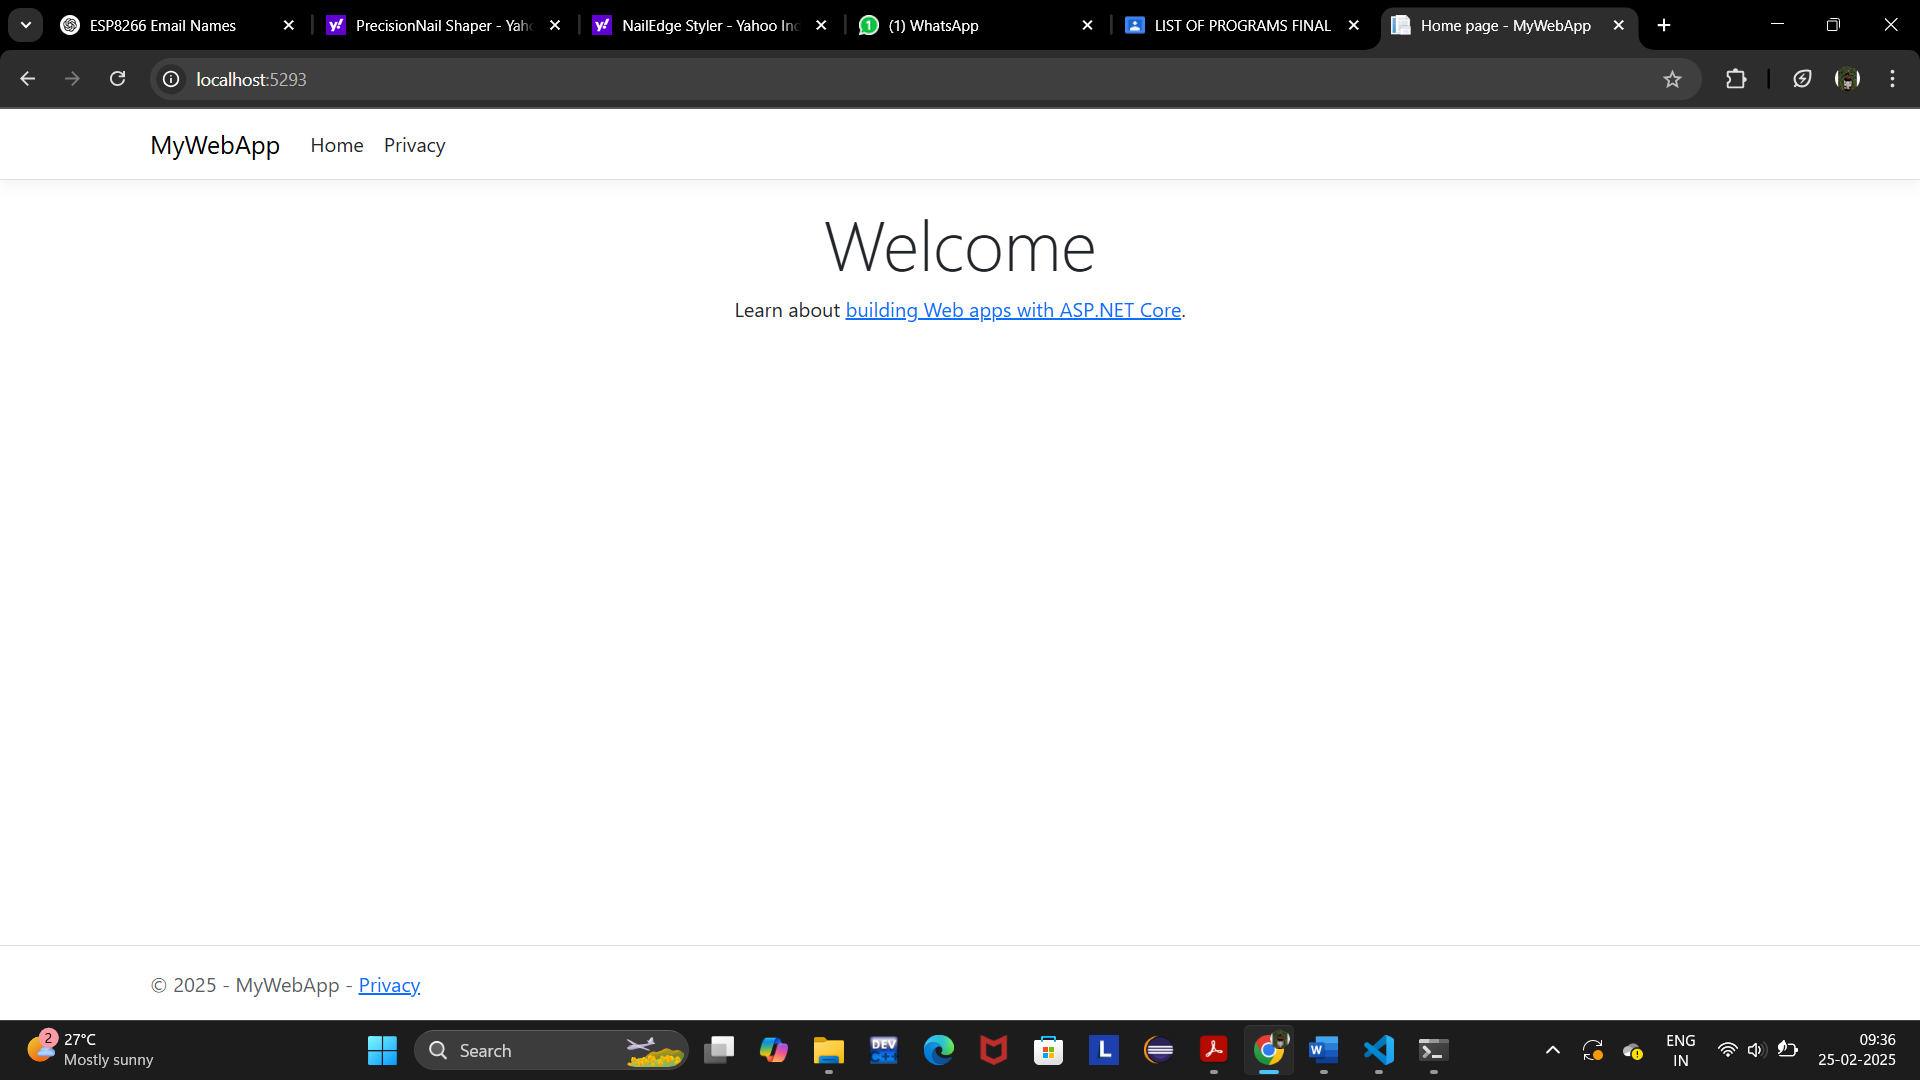 ESP8266 Email Names
PrecisionNail Shaper - Yah
NailEdge Styler - Yahoo Ind
(1) WhatsApp
LIST OF PROGRAMS FINAL
Home page - MyWebApp
localhost:5293
MyWebApp Home Privacy
Welcome
Learn about building Web apps with ASP.NET Core.
© 2025 - MyWebApp - Privacy
2
27°C
Mostly sunny
Search
DEV
L
ENG
IN
09:36
25-02-2025